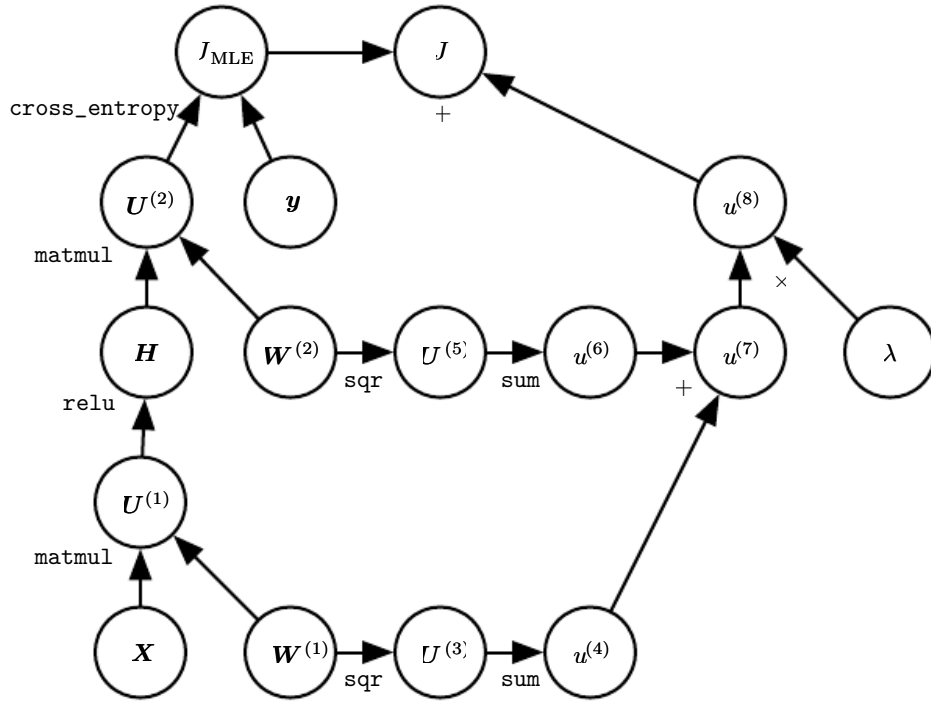 J_MLE J
cross_entropy
+
U^(2) y u^(8)
matmul
×
H W^(2) U^(5) u^(6) u^(7) λ
sqr sum +
relu
U^(1)
matmul
X W^(1) U^(3) u^(4)
sqr sum